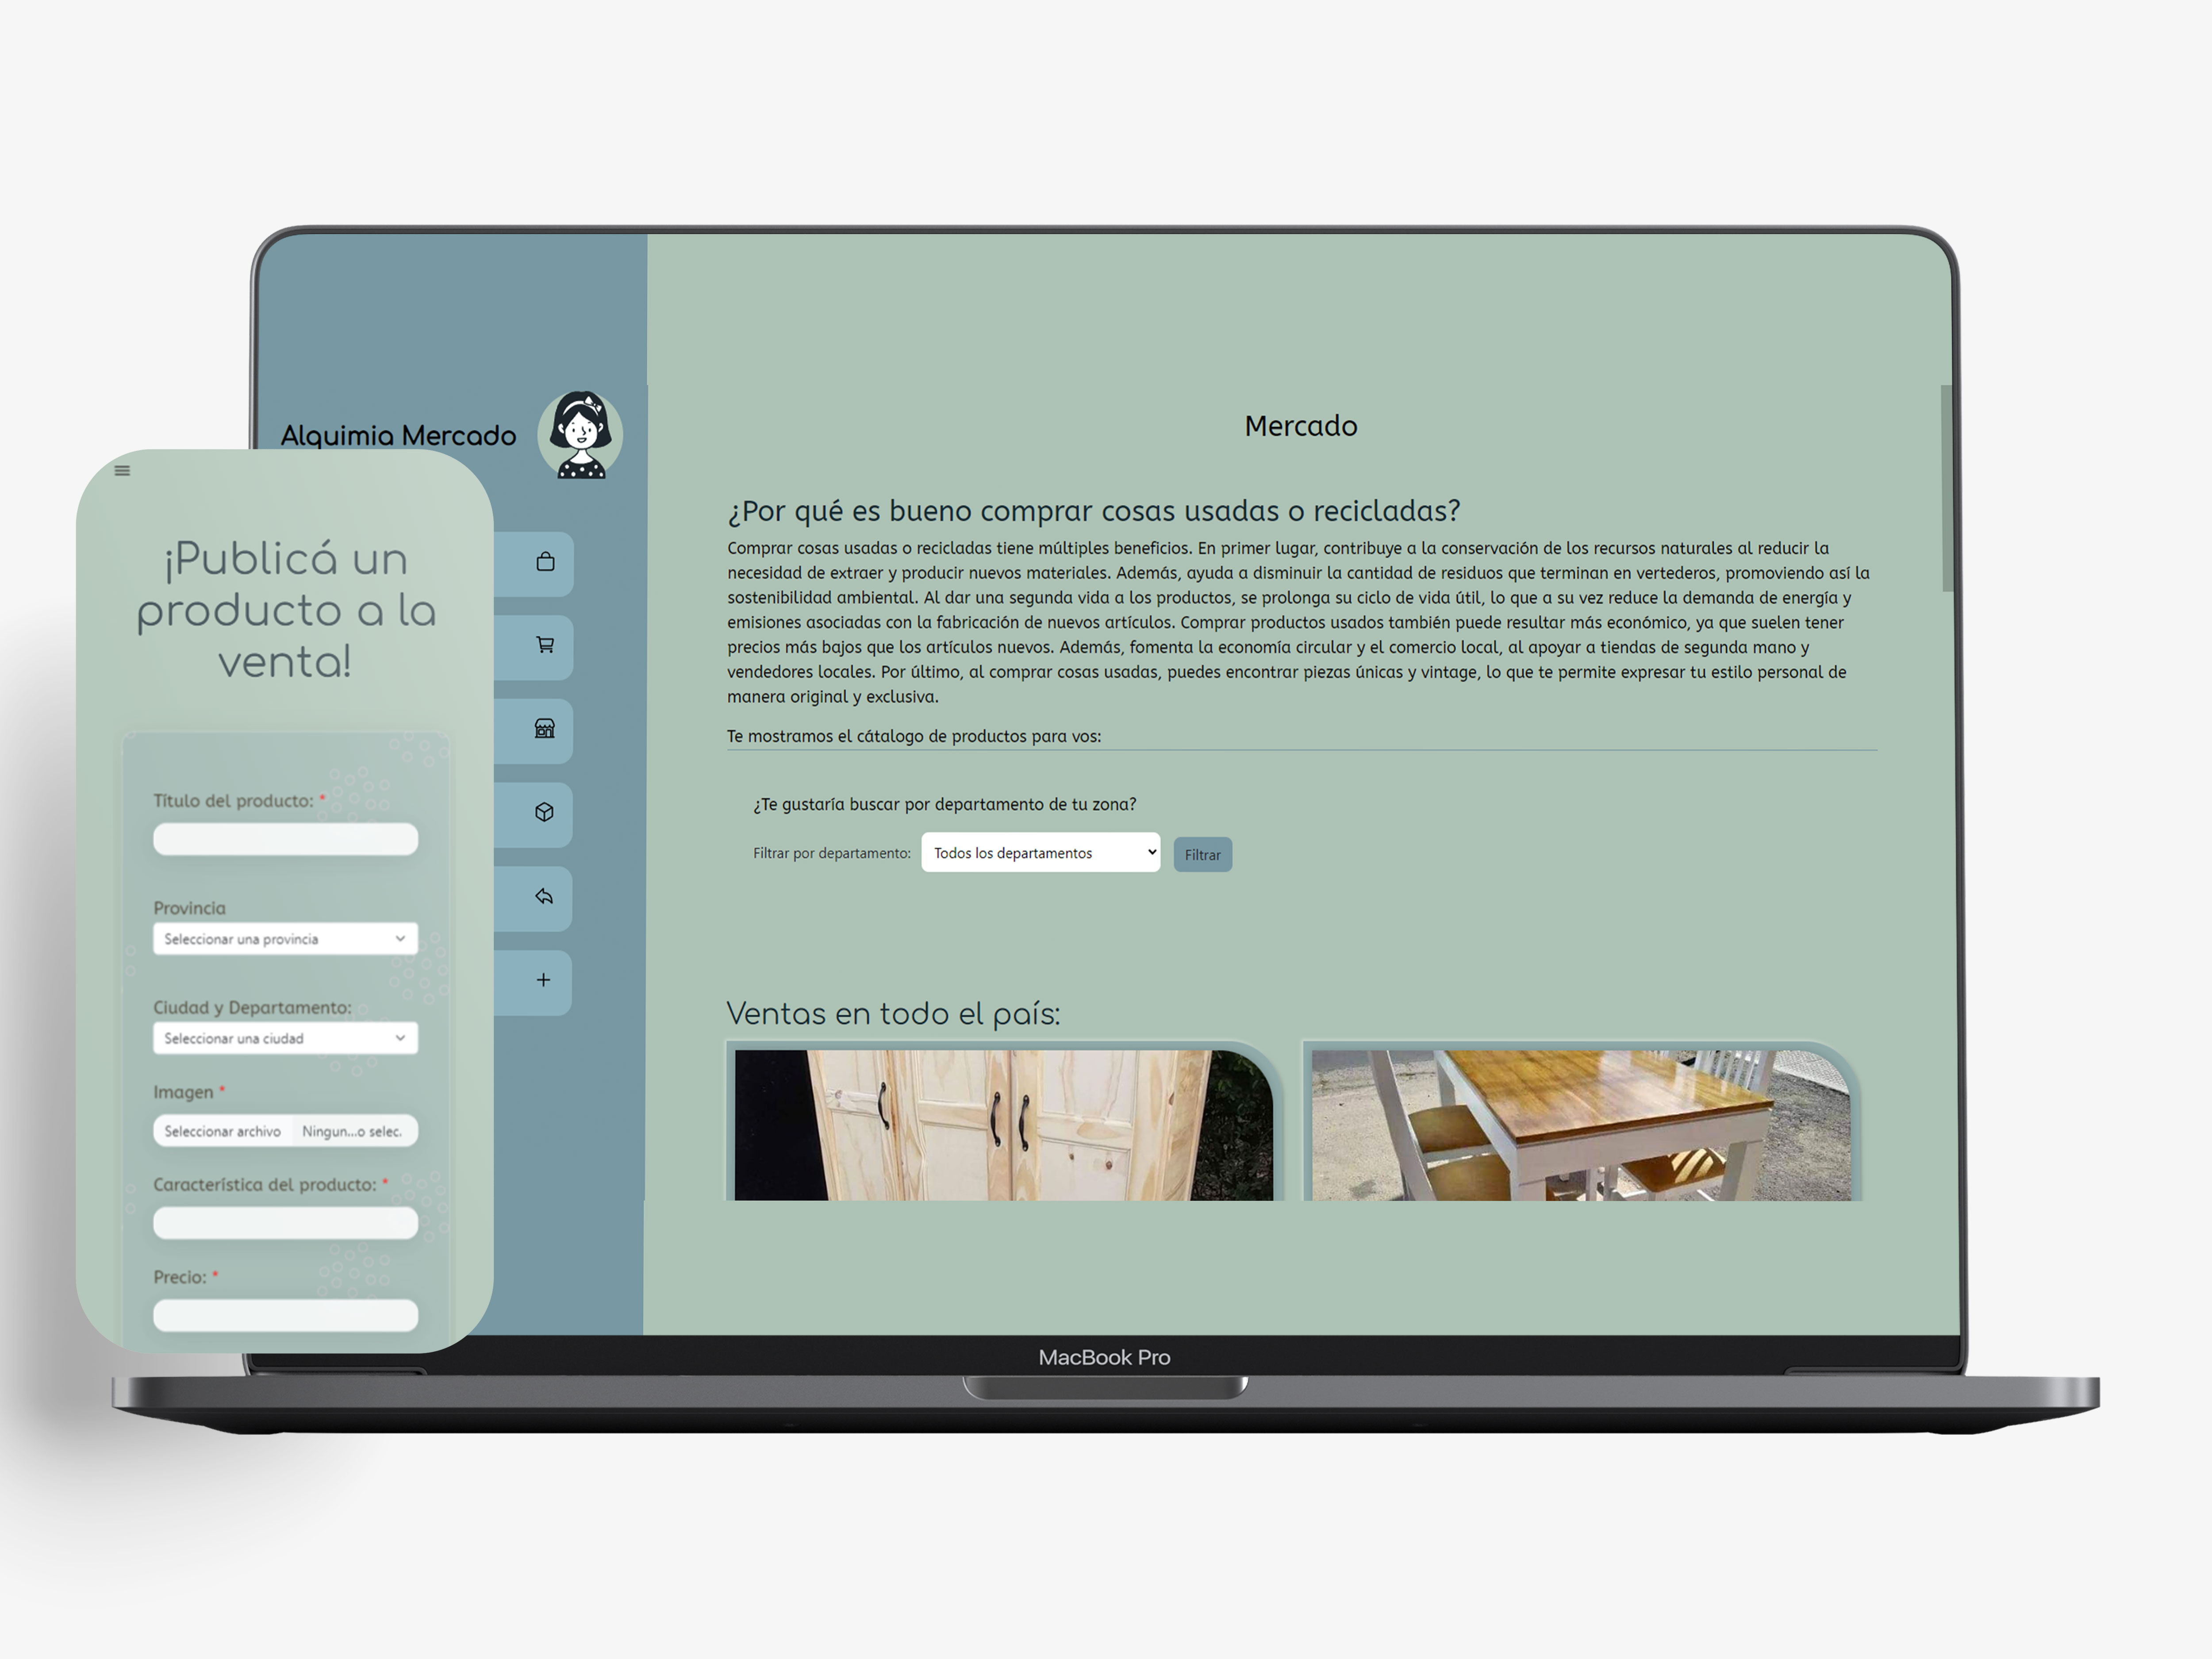 Alquimia Mercado
Mercado
¿Por qué es bueno comprar cosas usadas o recicladas?
Comprar cosas usadas o recicladas tiene múltiples beneficios. En primer lugar, contribuye a la conservación de los recursos naturales al reducir la
necesidad de extraer y producir nuevos materiales. Además, ayuda a disminuir la cantidad de residuos que terminan en vertederos, promoviendo así la
sostenibilidad ambiental. Al dar una segunda vida a los productos, se prolonga su ciclo de vida útil, lo que a su vez reduce la demanda de energía y
emisiones asociadas con la fabricación de nuevos artículos. Comprar productos usados también puede resultar más económico, ya que suelen tener
precios más bajos que los artículos nuevos. Además, fomenta la economía circular y el comercio local, al apoyar a tiendas de segunda mano y
vendedores locales. Por último, al comprar cosas usadas, puedes encontrar piezas únicas y vintage, lo que te permite expresar tu estilo personal de
manera original y exclusiva.
Te mostramos el cátalogo de productos para vos:
¿Te gustaría buscar por departamento de tu zona?
Filtrar por departamento: Todos los departamentos Filtrar
Ventas en todo el país:
¡Publicá un
producto a la
venta!
Título del producto: *
Provincia
Seleccionar una provincia
Ciudad y Departamento:
Seleccionar una ciudad
Imagen *
Seleccionar archivo Ningun...o selec.
Característica del producto: *
Precio: *
MacBook Pro